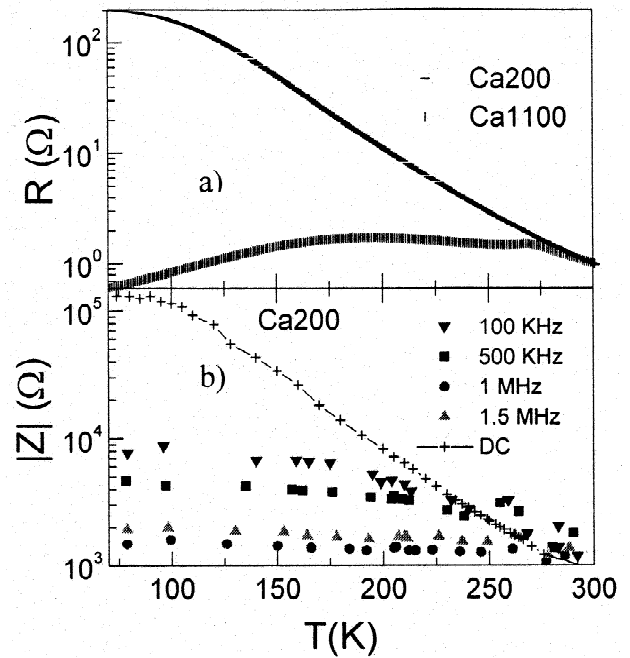 10²
Ca200
Ca1100
R (Ω)
10¹
a)
10⁰
10⁵
Ca200
100 KHz
b)
500 KHz
|Z| (Ω)
1 MHz
10⁴
1.5 MHz
DC
10³
100 150 200 250 300
T(K)